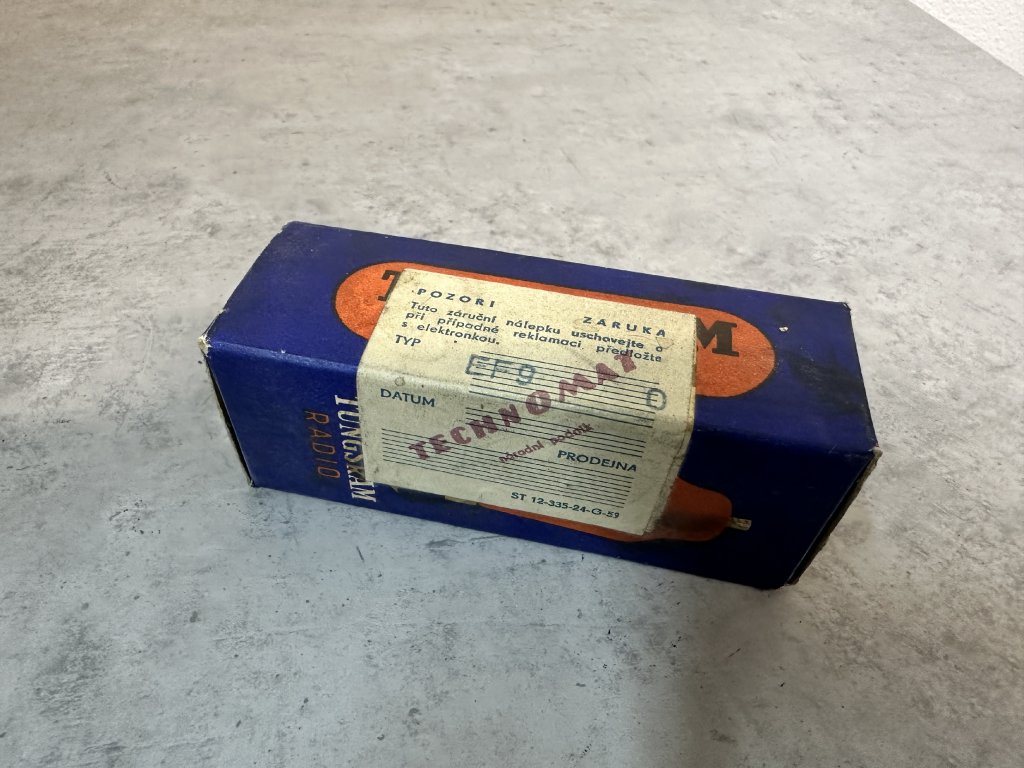 POZOR!
ZÁRUKA
Tuto záruční nálepku uschovejte a
při případné reklamaci předložte
s elektronkou.
TYP
EF9
0
DATUM
TECHNOMAT
národní podnik
PRODEJNA
ST 12-335-24-G-59
TUNGSRAM
RADIO